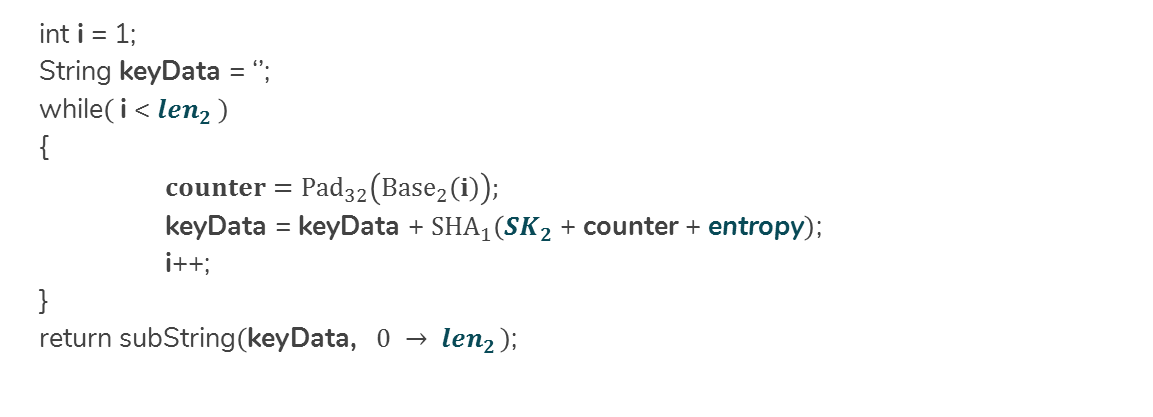 int i = 1;
String keyData = ‘’;
while( i < len₂ )
{
counter = Pad₃₂(Base₂(i));
keyData = keyData + SHA₁(SK₂ + counter + entropy);
i++;
}
return subString(keyData, 0 → len₂ );